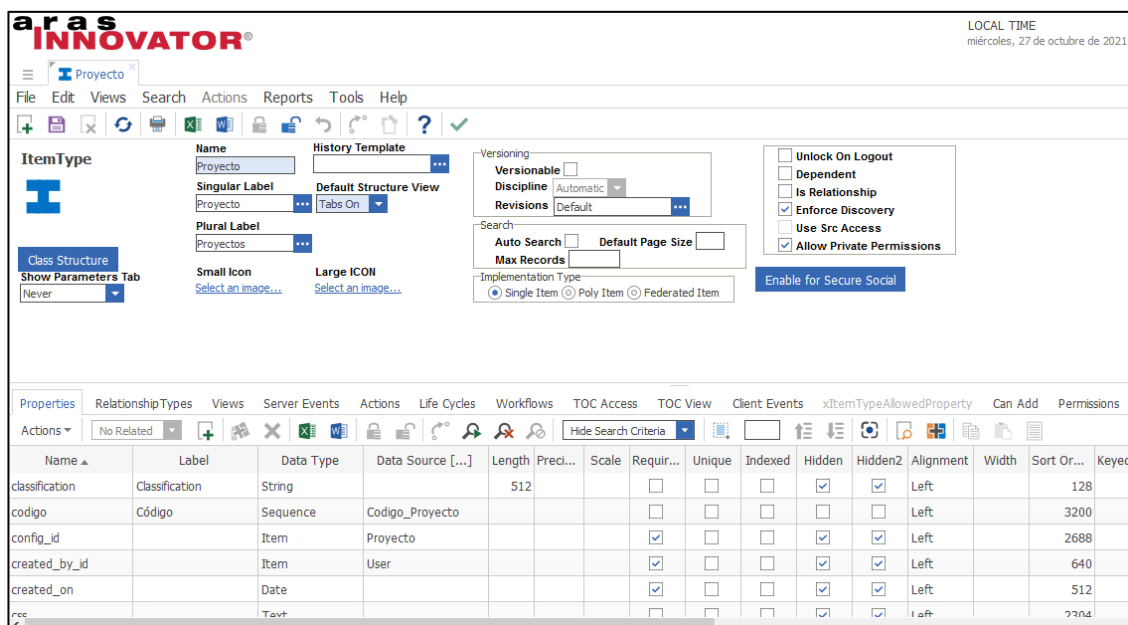 aras
INNOVATOR®
LOCAL TIME
miércoles, 27 de octubre de 2021
Proyecto
File Edit Views Search Actions Reports Tools Help
ItemType
Name
Proyecto
History Template
Singular Label
Proyecto
Default Structure View
Tabs On
Plural Label
Proyectos
Class Structure
Show Parameters Tab
Never
Small Icon
Select an image...
Large ICON
Select an image...
Versioning
Versionable
Discipline Automatic
Revisions Default
Search
Auto Search Default Page Size
Max Records
Implementation Type
Single Item Poly Item Federated Item
Unlock On Logout
Dependent
Is Relationship
Enforce Discovery
Use Src Access
Allow Private Permissions
Enable for Secure Social
Properties RelationshipTypes Views Server Events Actions Life Cycles Workflows TOC Access TOC View Client Events xItemTypeAllowedProperty Can Add Permissions
Actions No Related Hide Search Criteria
Name Label Data Type Data Source [...] Length Preci... Scale Requir... Unique Indexed Hidden Hidden2 Alignment Width Sort Or... Keyed
classification Classification String 512 Left 128
codigo Código Sequence Codigo_Proyecto Left 3200
config_id Item Proyecto Left 2688
created_by_id Item User Left 640
created_on Date Left 512
css Text Left 2304